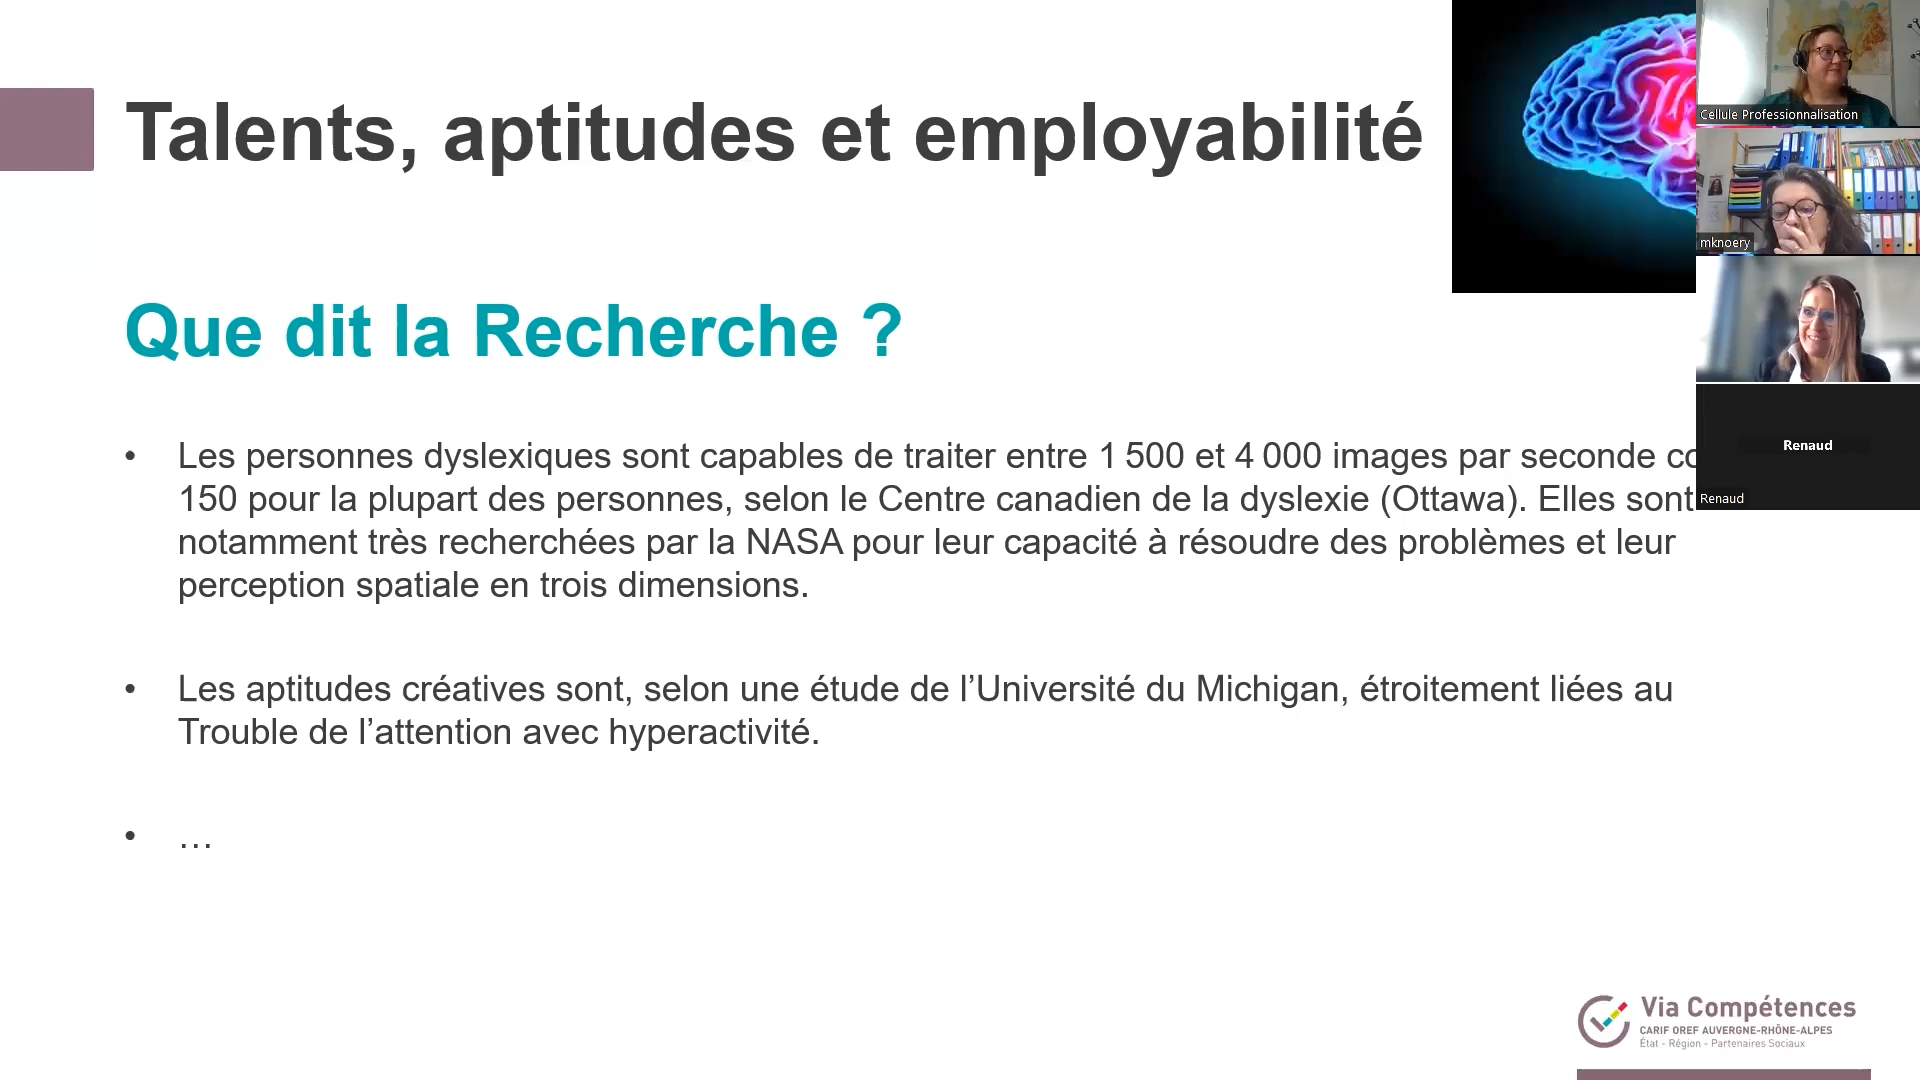 Talents, aptitudes et employabilité
Que dit la Recherche ?
• Les personnes dyslexiques sont capables de traiter entre 1 500 et 4 000 images par seconde
150 pour la plupart des personnes, selon le Centre canadien de la dyslexie (Ottawa). Elles sont
notamment très recherchées par la NASA pour leur capacité à résoudre des problèmes et leur
perception spatiale en trois dimensions.
• Les aptitudes créatives sont, selon une étude de l’Université du Michigan, étroitement liées au
Trouble de l’attention avec hyperactivité.
• …
Cellule Professionnalisation
mknoery
Renaud
Renaud
Via Compétences
CARIF OREF AUVERGNE-RHÔNE-ALPES
État - Région - Partenaires Sociaux